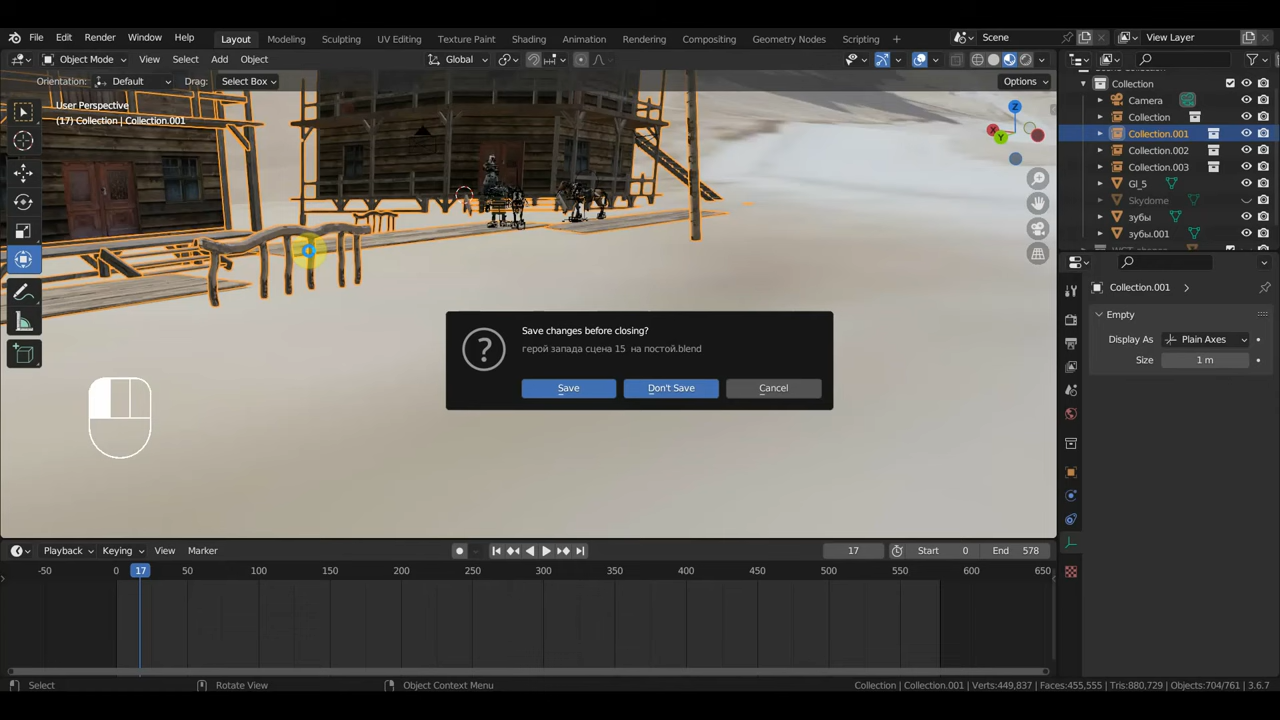 File Edit Render Window Help Layout Modeling Sculpting UV Editing Texture Paint Shading Animation Rendering Compositing Geometry Nodes Scripting + Scene View Layer
Object Mode View Select Add Object Global Options
Orientation: Default Drag: Select Box
User Perspective
(17) Collection | Collection.001
Z
X
Y
Collection
Camera
Collection
Collection.001
Collection.002
Collection.003
Gl_5
Skydome
зубы
зубы.001
Collection.001
Empty
Display As Plain Axes
Size 1 m
Save changes before closing?
герой запада сцена 15 на постой.blend
Save Don't Save Cancel
Playback Keying View Marker 17 Start 0 End 578
-50 0 17 50 100 150 200 250 300 350 400 450 500 550 600 650
Select Rotate View Object Context Menu Collection | Collection.001 | Verts:449,837 | Faces:455,555 | Tris:880,729 | Objects:704/761 | 3.6.7